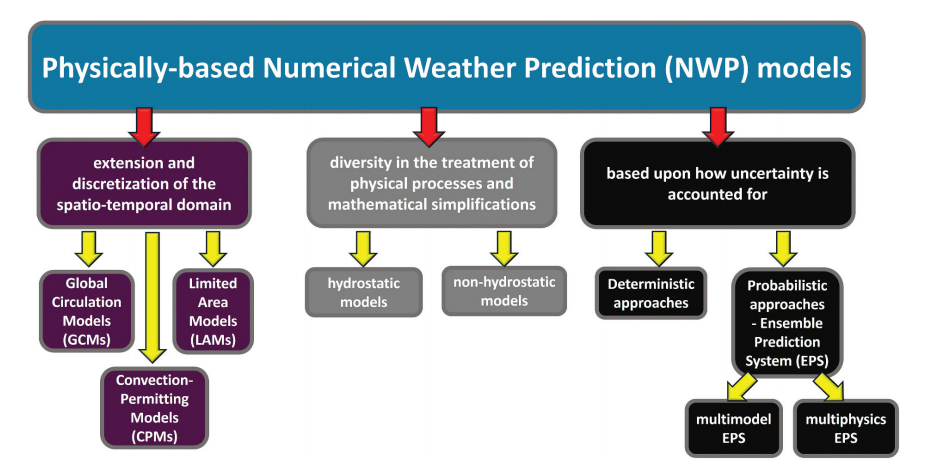 Physically-based Numerical Weather Prediction (NWP) models
extension and
discretization of the
spatio-temporal domain
diversity in the treatment of
physical processes and
mathematical simplifications
based upon how uncertainty is
accounted for
Global
Circulation
Models
(GCMs)
Limited
Area
Models
(LAMs)
Convection-
Permitting
Models
(CPMs)
hydrostatic
models
non-hydrostatic
models
Deterministic
approaches
Probabilistic
approaches
- Ensemble
Prediction
System (EPS)
multimodel
EPS
multiphysics
EPS